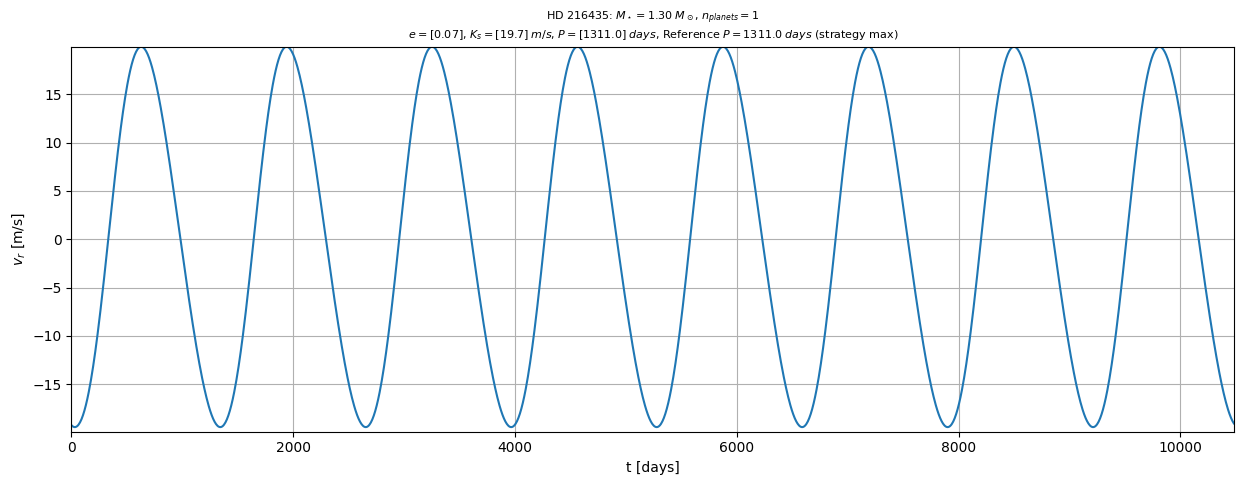 HD 216435: M⋆ = 1.30 M⊙, nplanets = 1
e = [0.07], Ks = [19.7] m/s, P = [1311.0] days, Reference P = 1311.0 days (strategy max)
15
10
5
0
−5
−10
−15
vr [m/s]
0 2000 4000 6000 8000 10000
t [days]